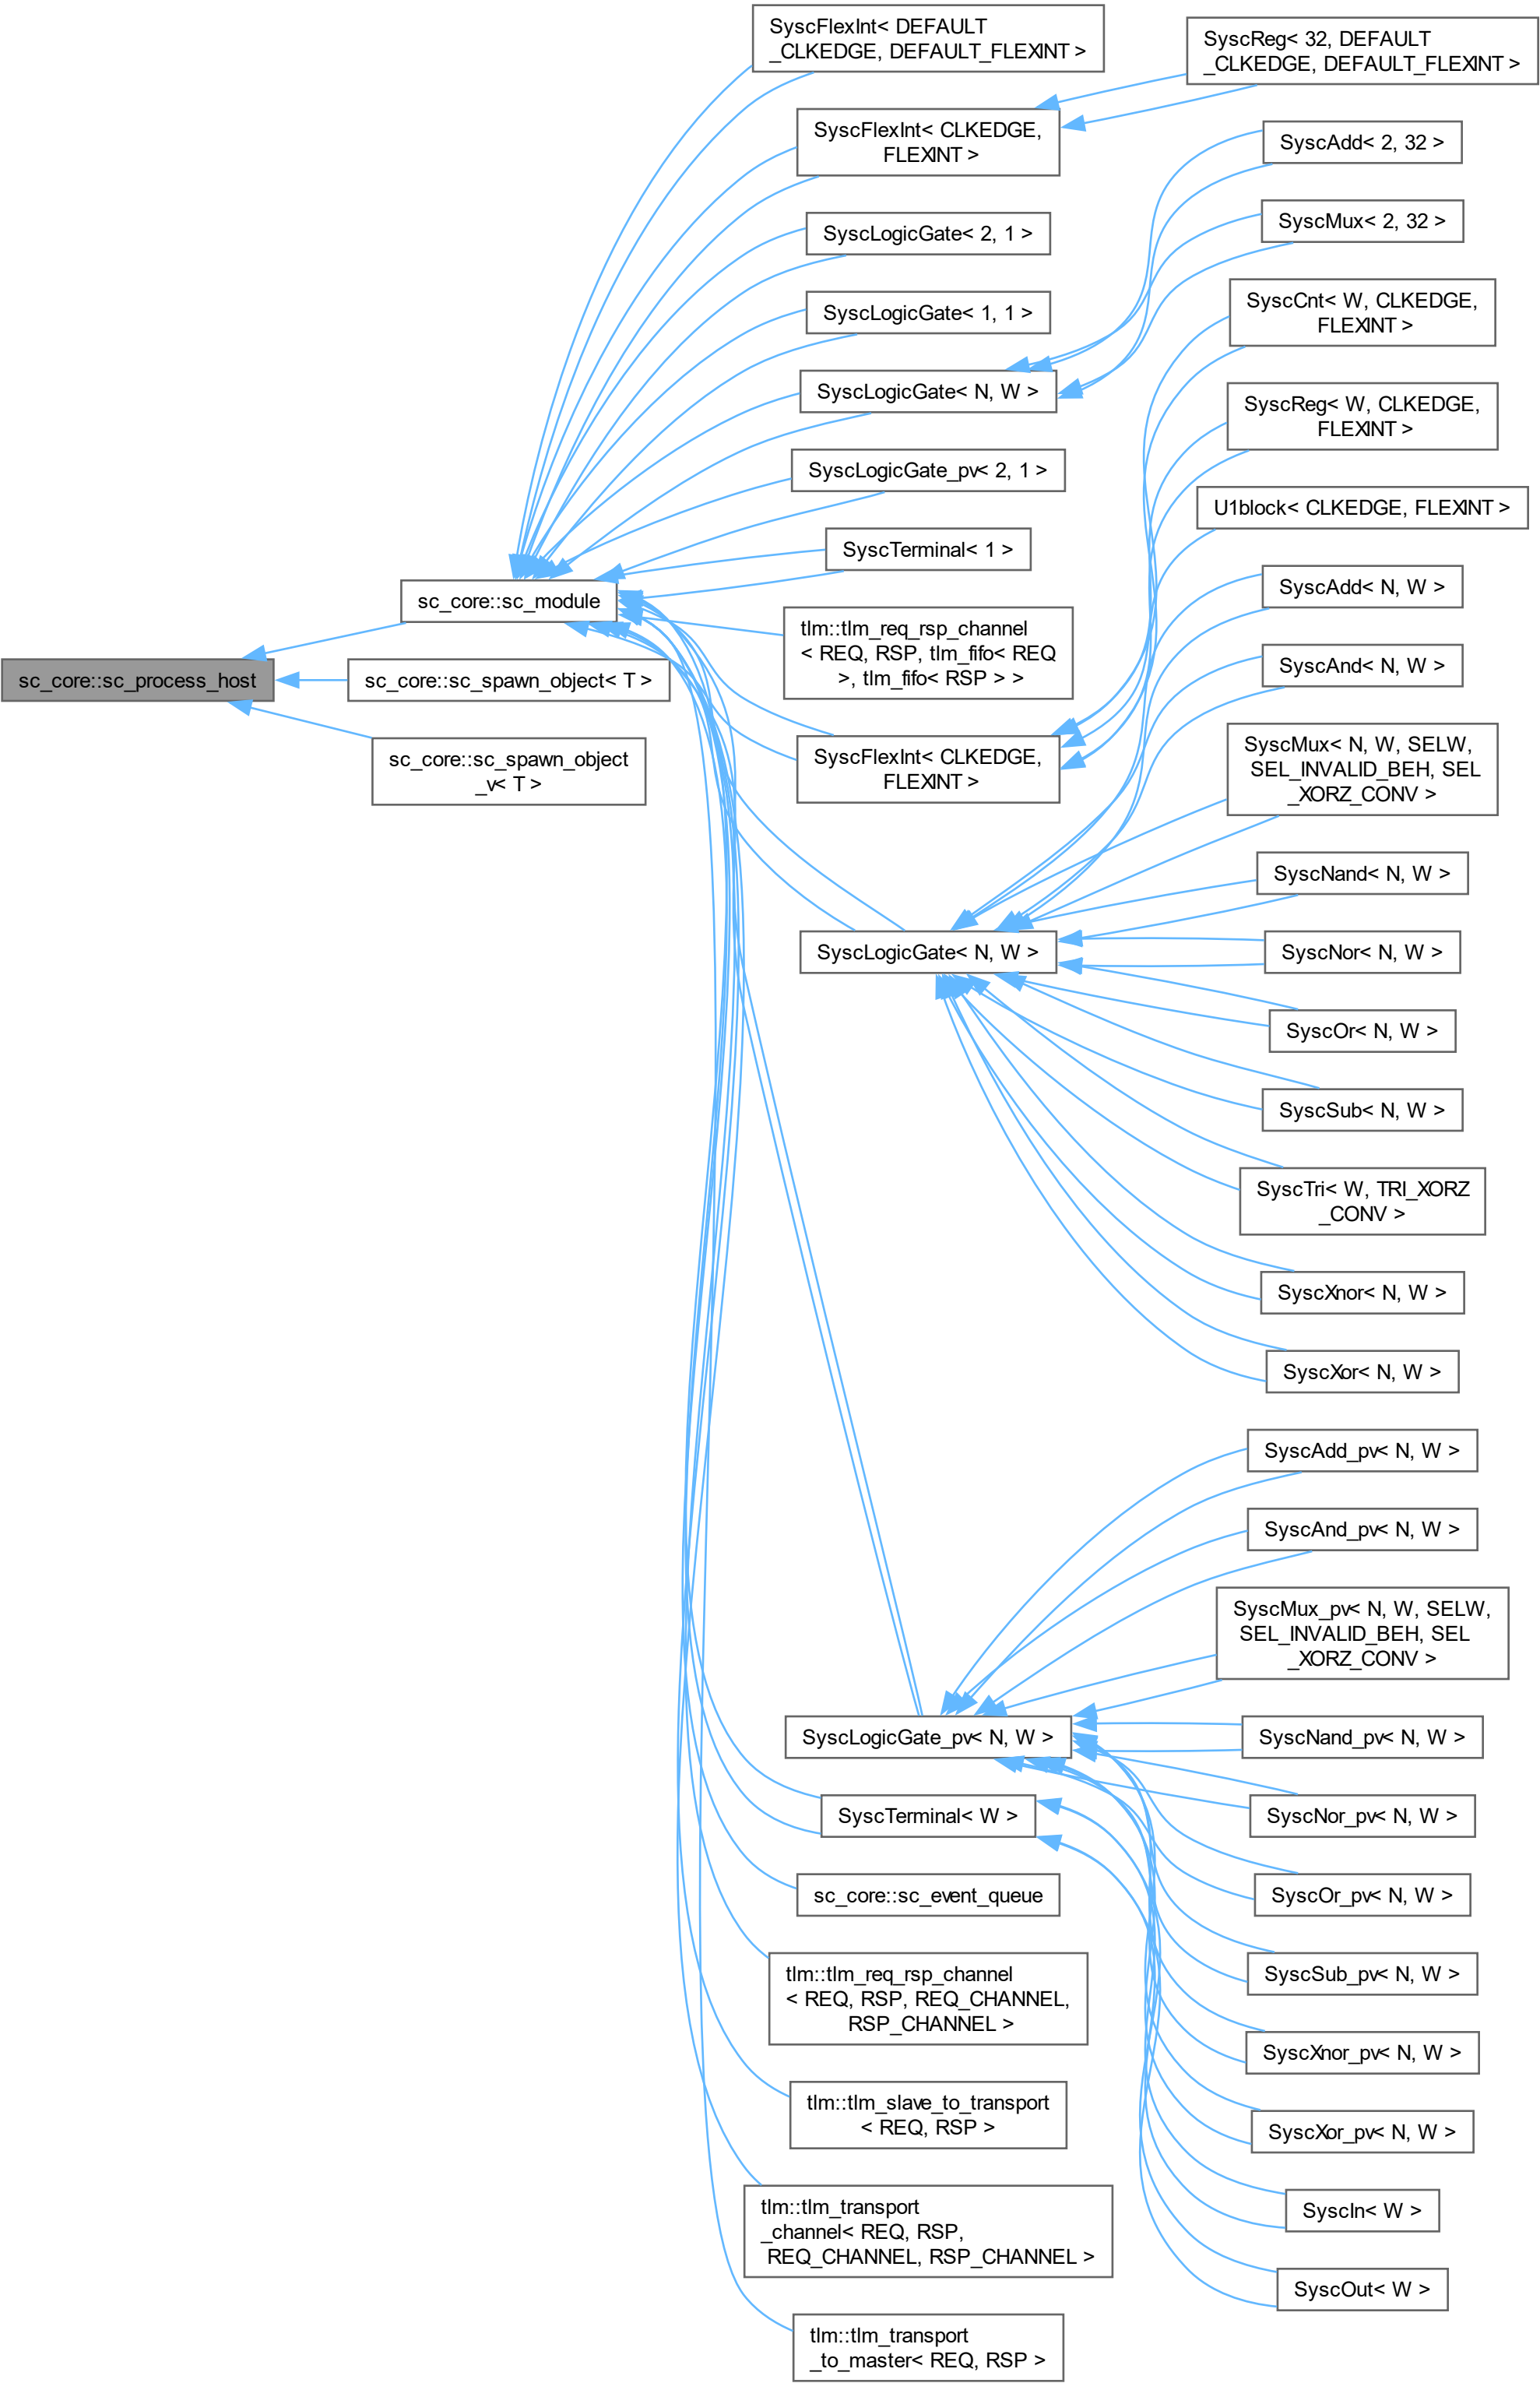 sc_core::sc_process_host
sc_core::sc_module
sc_core::sc_spawn_object< T >
sc_core::sc_spawn_object
_v< T >
SyscFlexInt< DEFAULT
_CLKEDGE, DEFAULT_FLEXINT >
SyscFlexInt< CLKEDGE,
FLEXINT >
SyscLogicGate< 2, 1 >
SyscLogicGate< 1, 1 >
SyscLogicGate< N, W >
SyscLogicGate_pv< 2, 1 >
SyscTerminal< 1 >
tlm::tlm_req_rsp_channel
< REQ, RSP, tlm_fifo< REQ
>, tlm_fifo< RSP > >
SyscFlexInt< CLKEDGE,
FLEXINT >
SyscLogicGate< N, W >
SyscLogicGate_pv< N, W >
SyscTerminal< W >
sc_core::sc_event_queue
tlm::tlm_req_rsp_channel
< REQ, RSP, REQ_CHANNEL,
RSP_CHANNEL >
tlm::tlm_slave_to_transport
< REQ, RSP >
tlm::tlm_transport
_channel< REQ, RSP,
REQ_CHANNEL, RSP_CHANNEL >
tlm::tlm_transport
_to_master< REQ, RSP >
SyscReg< 32, DEFAULT
_CLKEDGE, DEFAULT_FLEXINT >
SyscAdd< 2, 32 >
SyscMux< 2, 32 >
SyscCnt< W, CLKEDGE,
FLEXINT >
SyscReg< W, CLKEDGE,
FLEXINT >
U1block< CLKEDGE, FLEXINT >
SyscAdd< N, W >
SyscAnd< N, W >
SyscMux< N, W, SELW,
SEL_INVALID_BEH, SEL
_XORZ_CONV >
SyscNand< N, W >
SyscNor< N, W >
SyscOr< N, W >
SyscSub< N, W >
SyscTri< W, TRI_XORZ
_CONV >
SyscXnor< N, W >
SyscXor< N, W >
SyscAdd_pv< N, W >
SyscAnd_pv< N, W >
SyscMux_pv< N, W, SELW,
SEL_INVALID_BEH, SEL
_XORZ_CONV >
SyscNand_pv< N, W >
SyscNor_pv< N, W >
SyscOr_pv< N, W >
SyscSub_pv< N, W >
SyscXnor_pv< N, W >
SyscXor_pv< N, W >
SyscIn< W >
SyscOut< W >